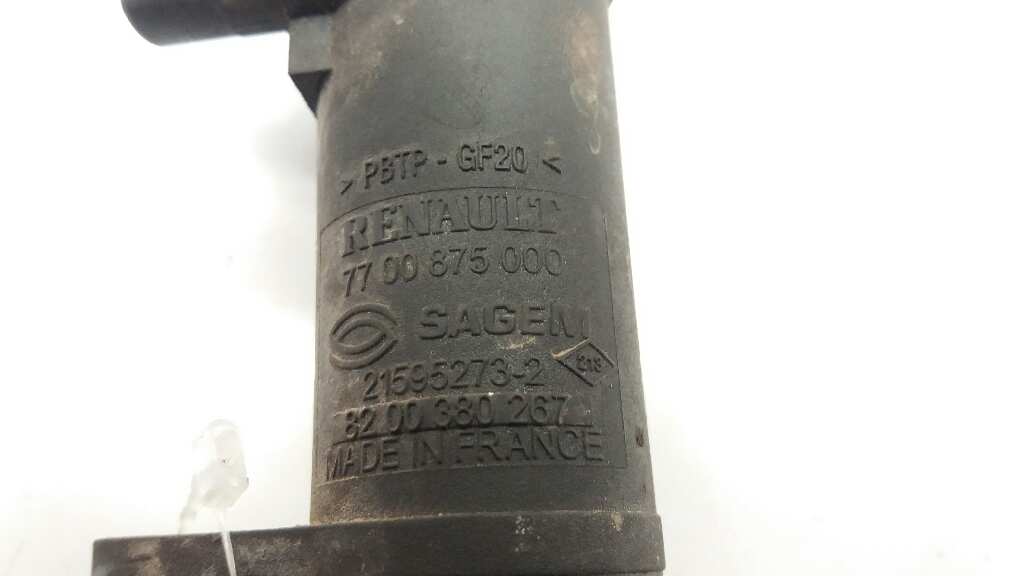 > PBTP - GF20 <
RENAULT
77 00 875 000
SAGEM
21595273-2
82 00 380 267
MADE IN FRANCE